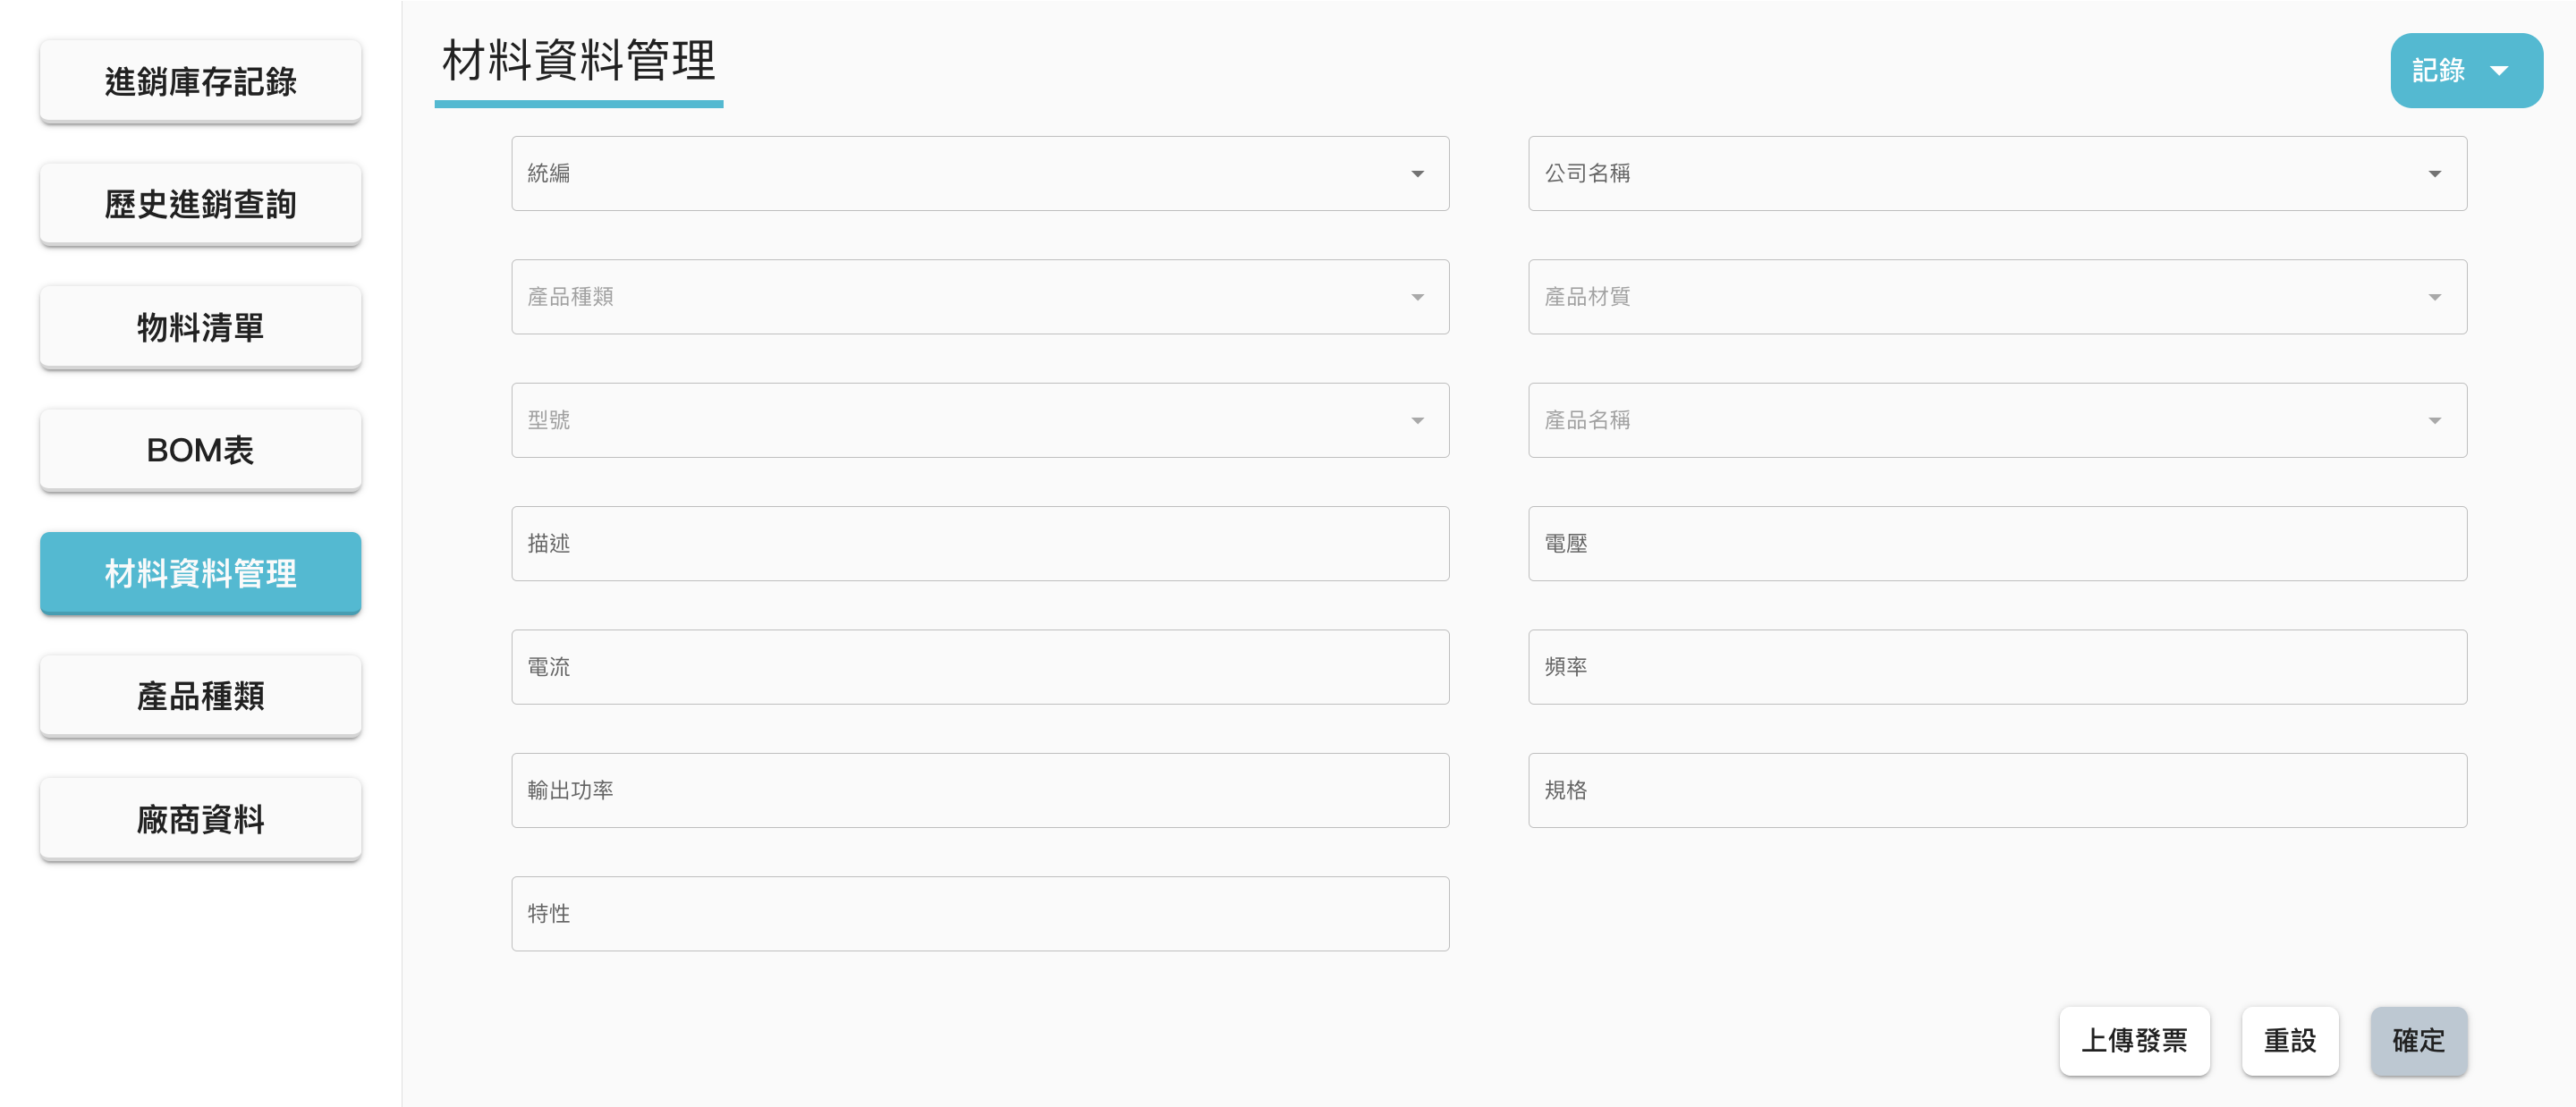 進銷庫存記錄
歷史進銷查詢
物料清單
BOM表
材料資料管理
產品種類
廠商資料
材料資料管理
記錄
統編
公司名稱
產品種類
產品材質
型號
產品名稱
描述
電壓
電流
頻率
輸出功率
規格
特性
上傳發票
重設
確定